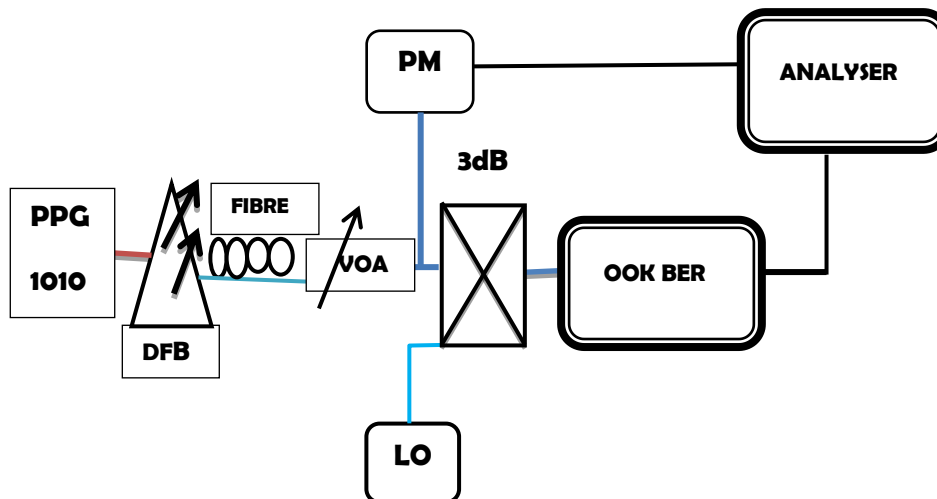 PM
ANALYSER
3dB
PPG
1010
FIBRE
VOA
OOK BER
DFB
LO